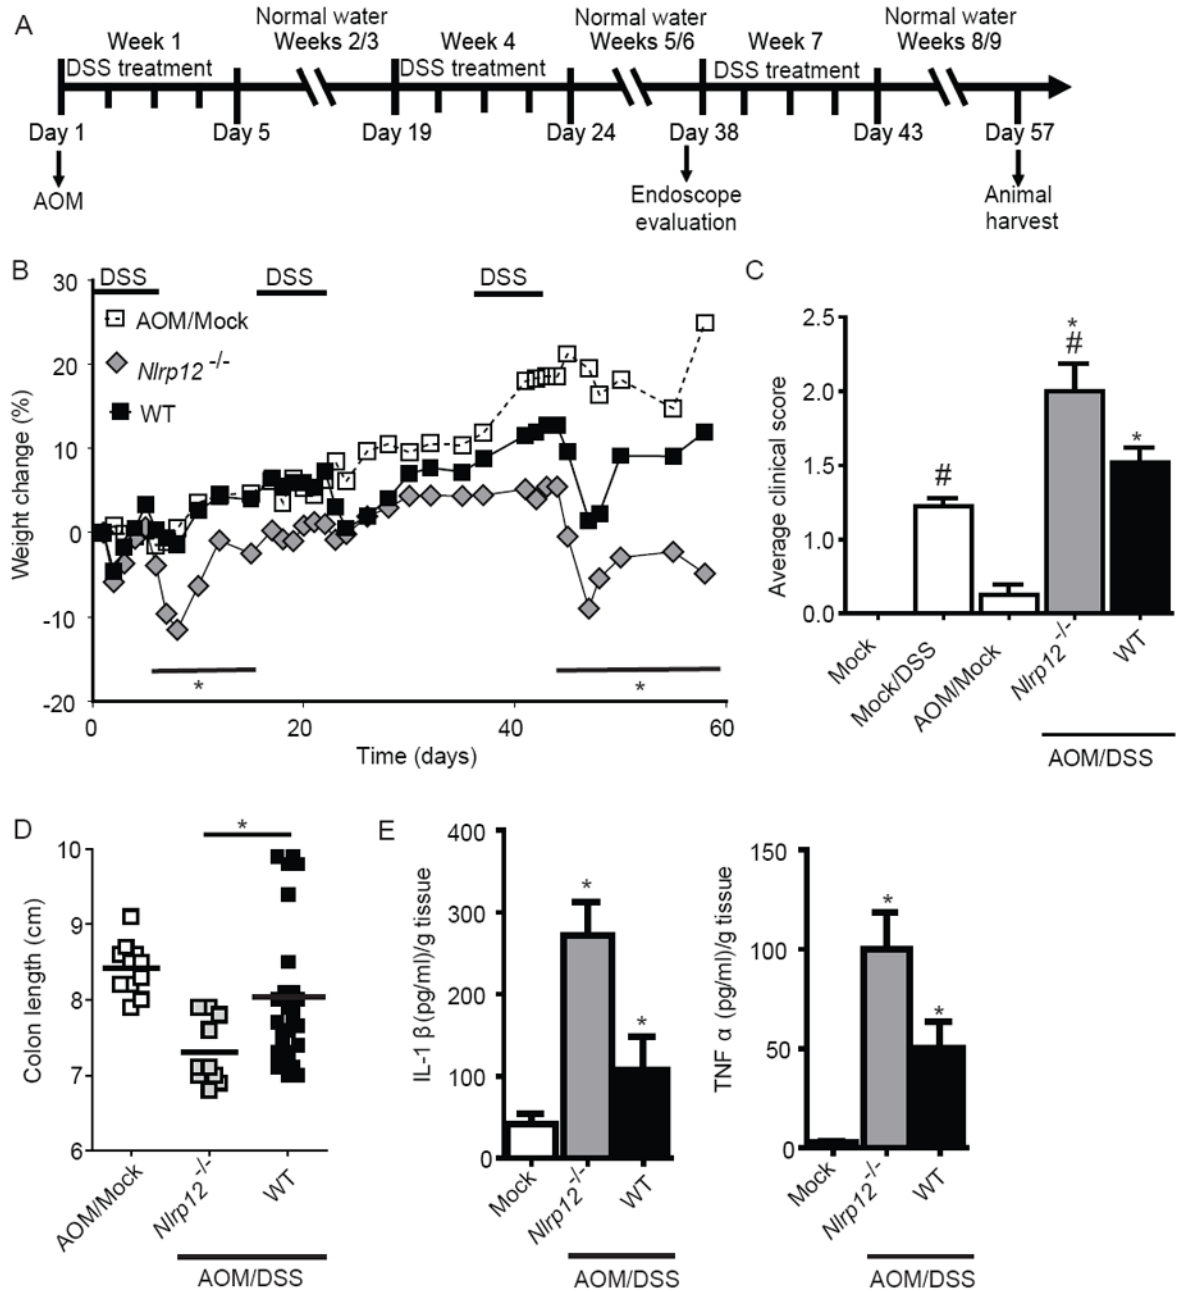 A
Normal water
Normal water
Normal water
Week 1
Weeks 2/3
Week 4
Weeks 5/6
Week 7
Weeks 8/9
DSS treatment
DSS treatment
DSS treatment
Day 1
Day 5
Day 19
Day 24
Day 38
Day 43
Day 57
AOM
Endoscope
evaluation
Animal
harvest
B
30
20
10
0
-10
-20
Weight change (%)
DSS
DSS
DSS
AOM/Mock
Nlrp12 -/-
WT
*
*
0
20
40
60
Time (days)
C
2.5
2.0
1.5
1.0
0.0
Average clinical score
#
*
#
*
Mock
Mock/DSS
AOM/Mock
Nlrp12 -/-
WT
AOM/DSS
D
10
9
8
7
6
Colon length (cm)
*
AOM/Mock
Nlrp12 -/-
WT
AOM/DSS
E
400
300
200
100
0
IL-1 β (pg/ml)/g tissue
*
*
Mock
Nlrp12 -/-
WT
AOM/DSS
150
100
50
0
TNF α (pg/ml)/g tissue
*
*
Mock
Nlrp12 -/-
WT
AOM/DSS